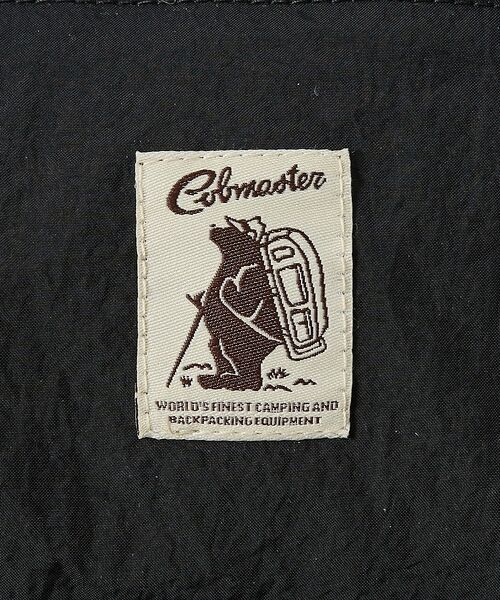 Cobmaster
WORLD'S FINEST CAMPING AND
BACKPACKING EQUIPMENT